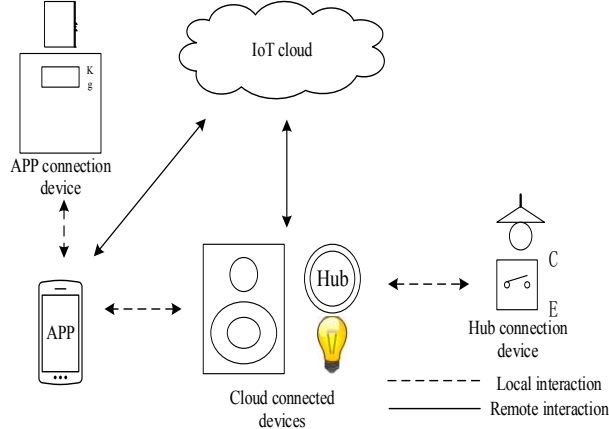 IoT cloud
K
g
APP connection
device
APP
Hub
C
E
Hub connection
device
Cloud connected
devices
Local interaction
Remote interaction